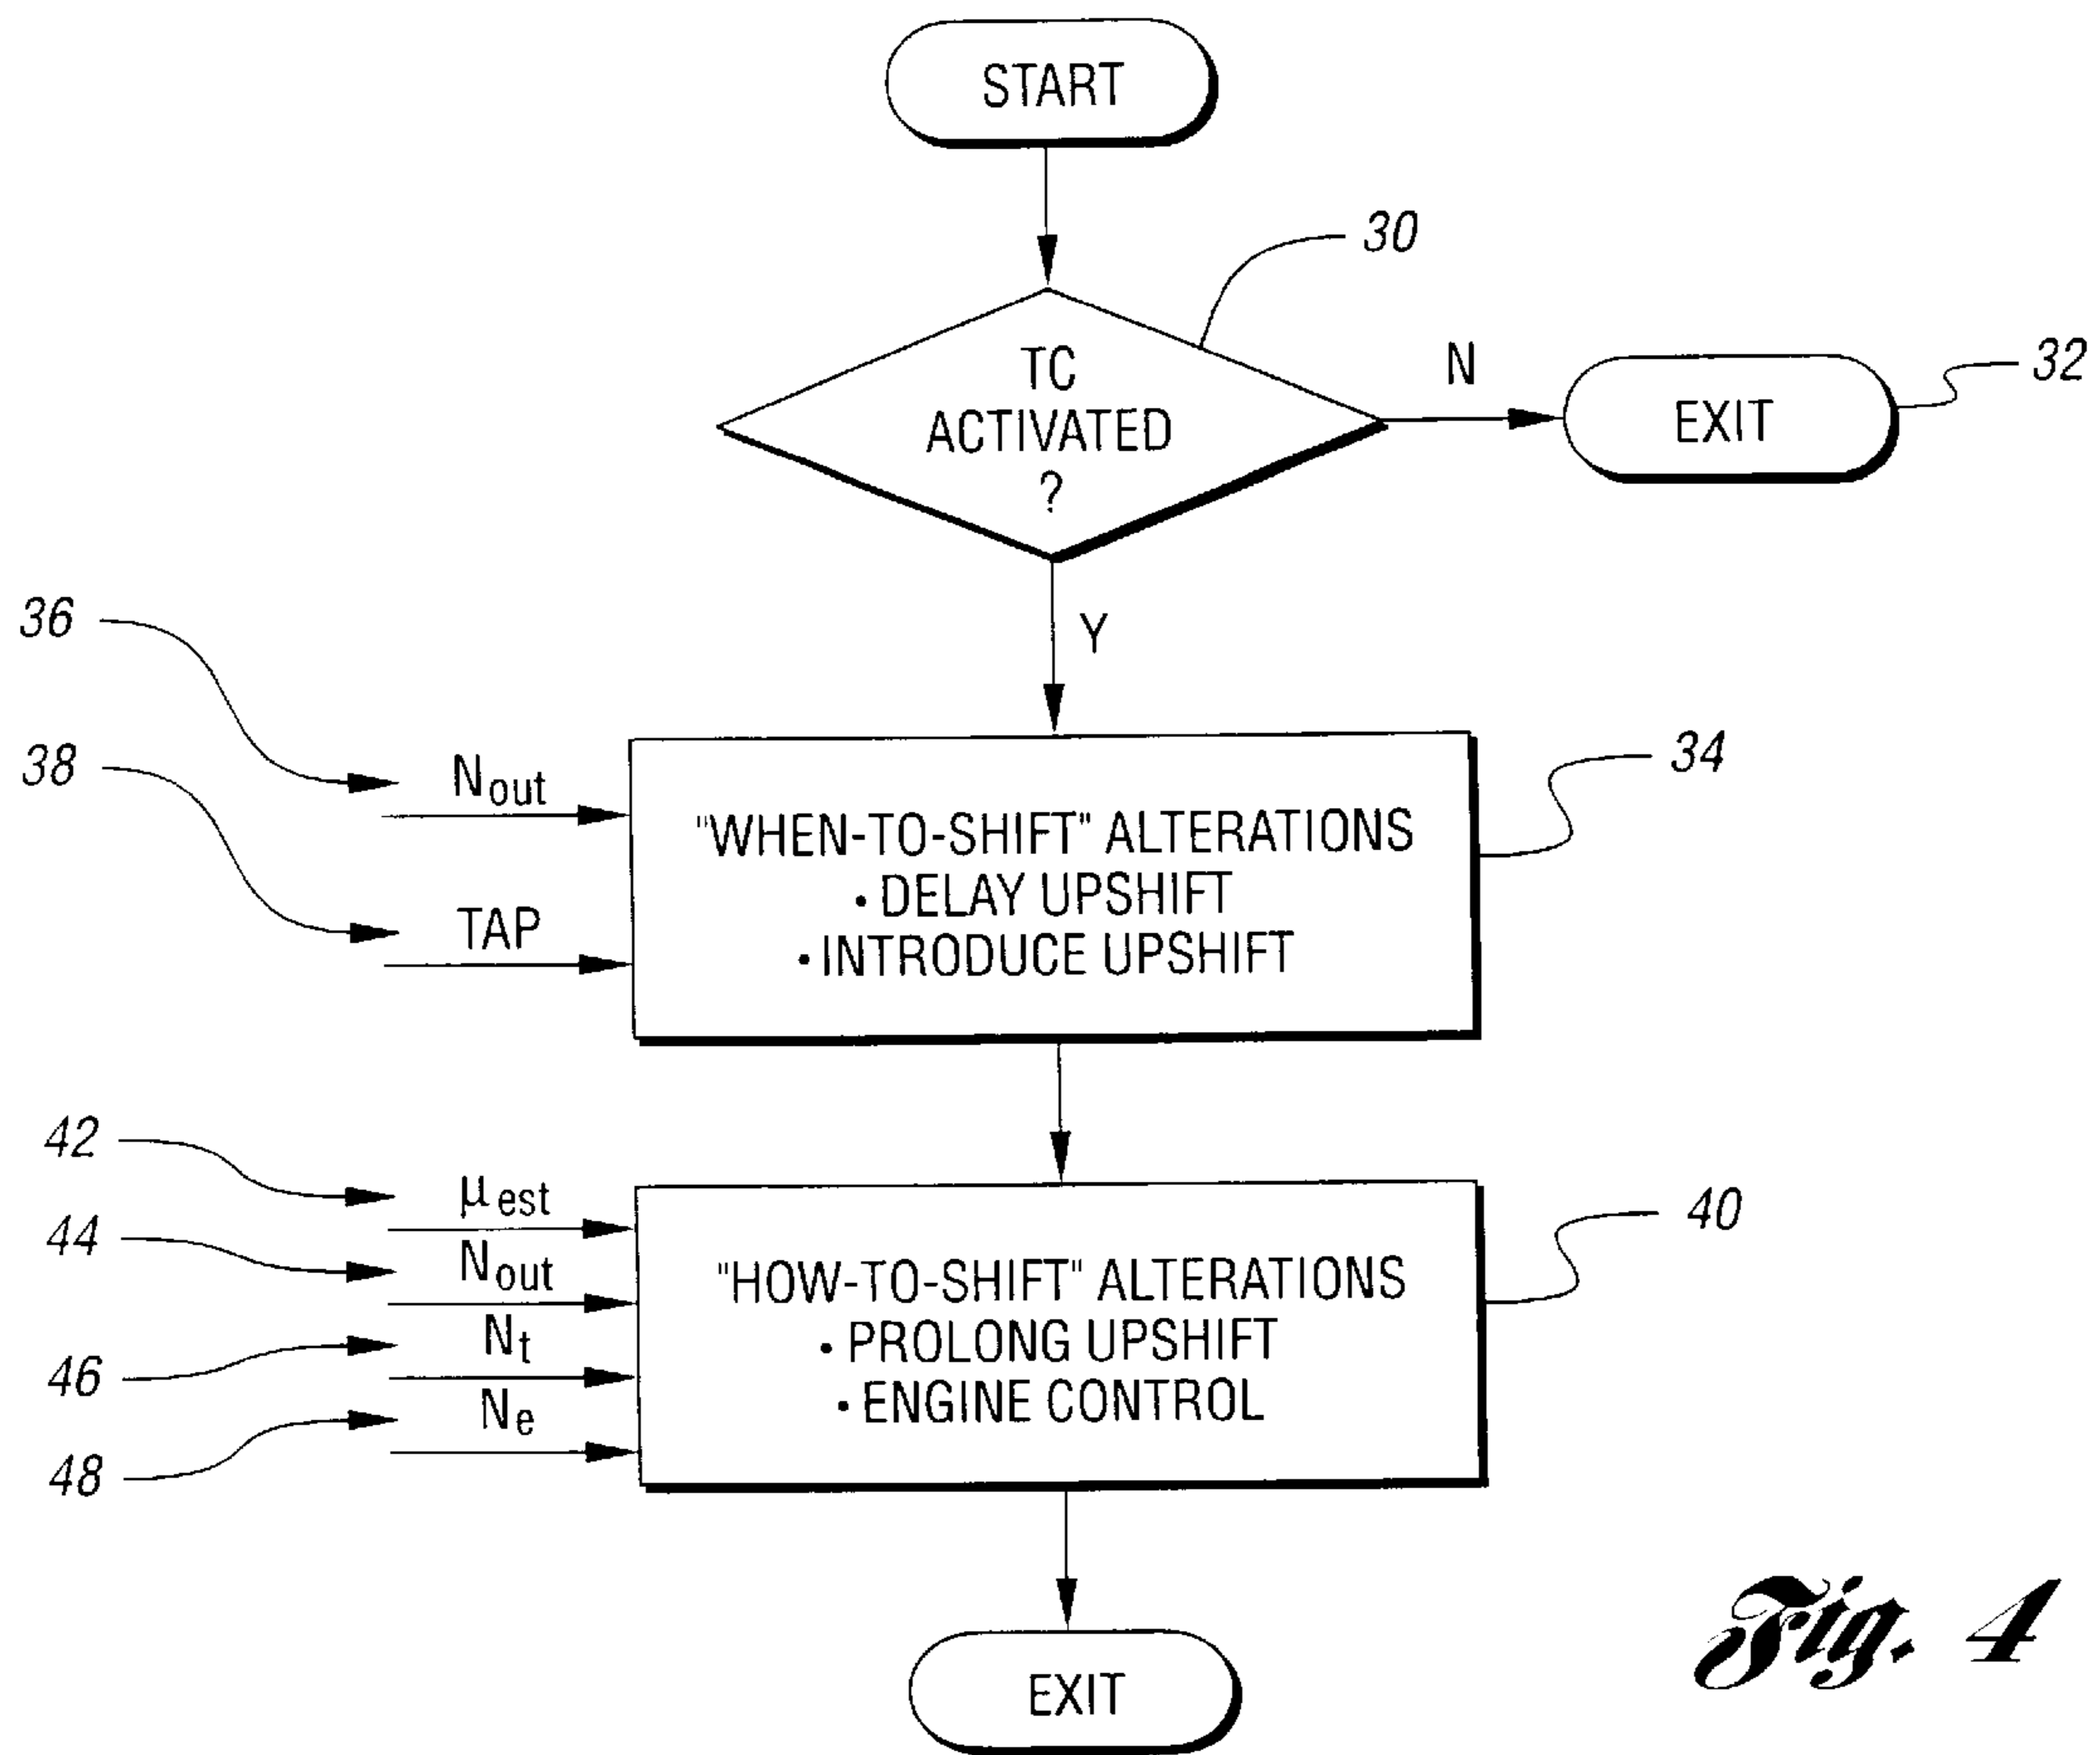 START
30
TC
ACTIVATED
?
N
EXIT
32
Y
36
38
Nout
TAP
"WHEN-TO-SHIFT" ALTERATIONS
• DELAY UPSHIFT
• INTRODUCE UPSHIFT
34
42
44
46
48
μest
Nout
Nt
Ne
"HOW-TO-SHIFT" ALTERATIONS
• PROLONG UPSHIFT
• ENGINE CONTROL
40
EXIT
Fig. 4